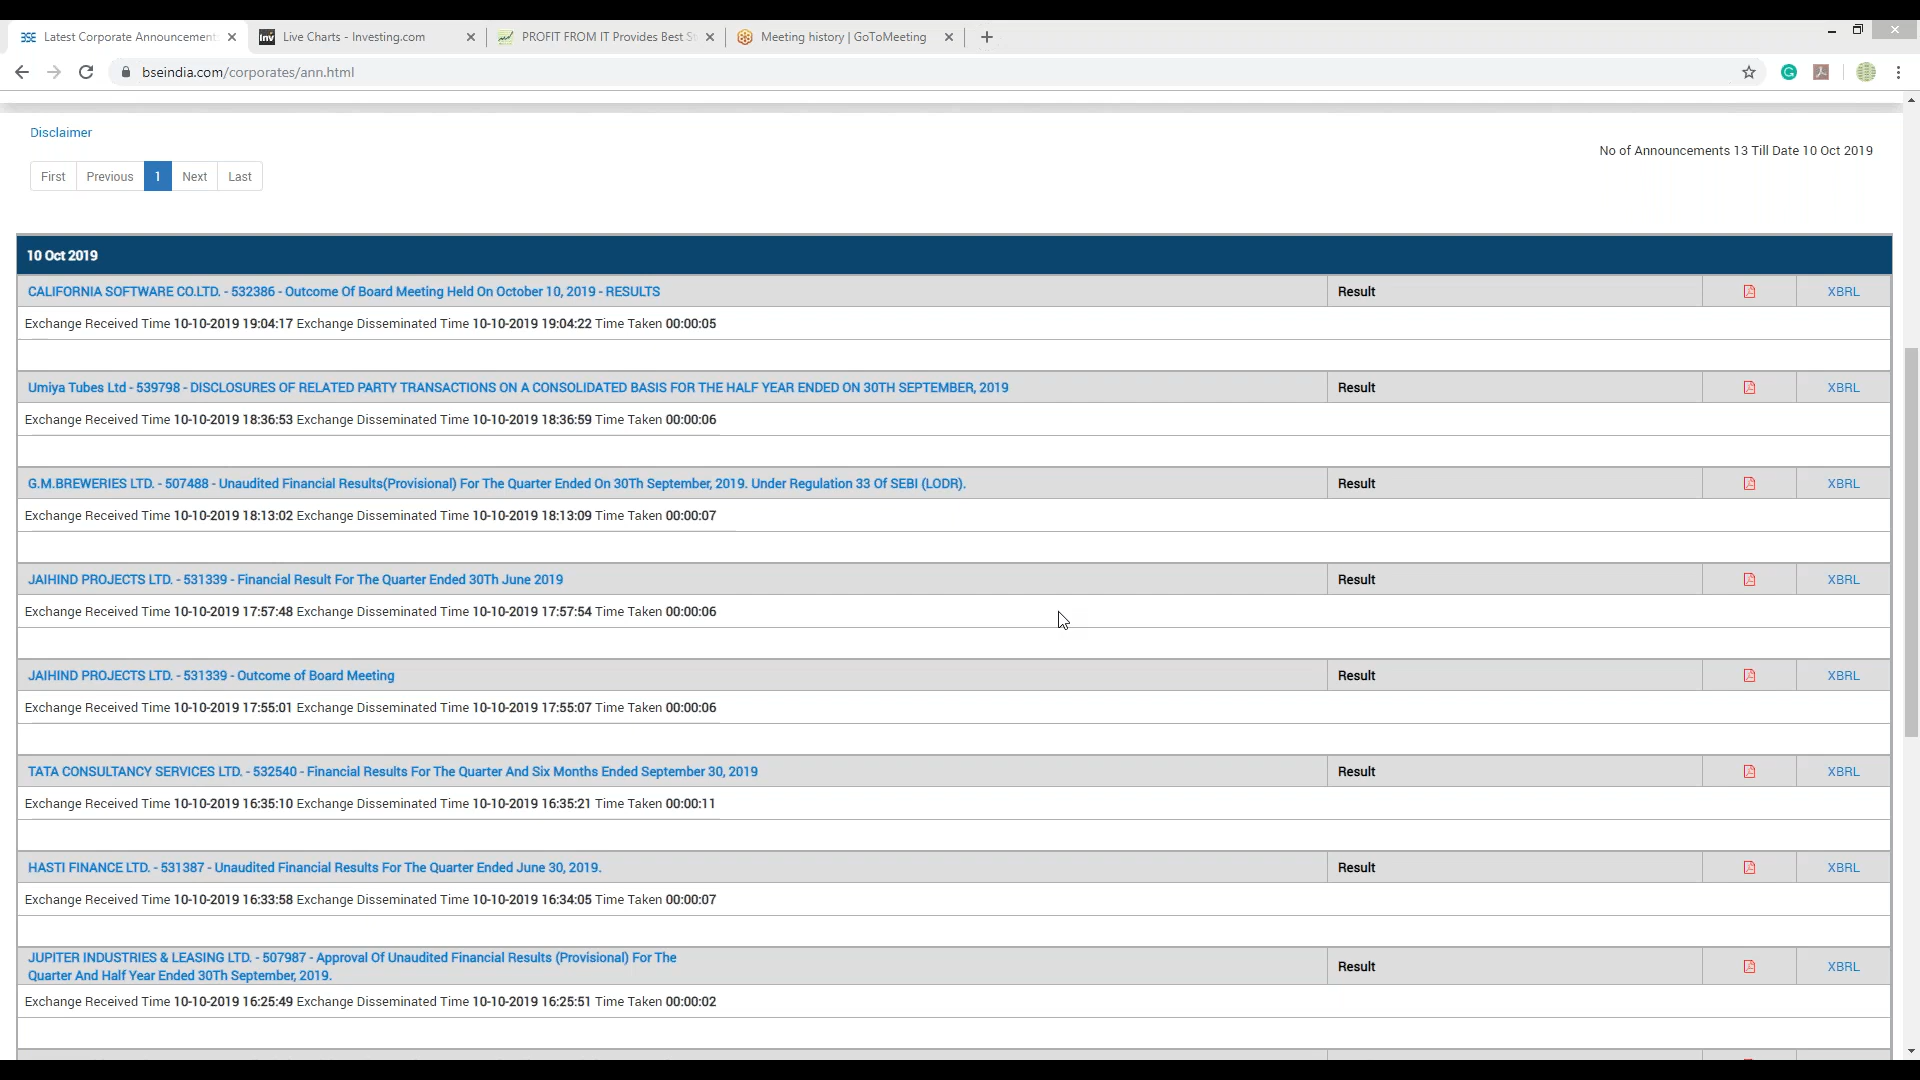 Latest Corporate Announcement
Live Charts - Investing.com
PROFIT FROM IT Provides Best S
Meeting history | GoToMeeting
bseindia.com/corporates/ann.html
Disclaimer
No of Announcements 13 Till Date 10 Oct 2019
First Previous 1 Next Last
10 Oct 2019
CALIFORNIA SOFTWARE CO.LTD. - 532386 - Outcome Of Board Meeting Held On October 10, 2019 - RESULTS Result XBRL
Exchange Received Time 10-10-2019 19:04:17 Exchange Disseminated Time 10-10-2019 19:04:22 Time Taken 00:00:05
Umiya Tubes Ltd - 539798 - DISCLOSURES OF RELATED PARTY TRANSACTIONS ON A CONSOLIDATED BASIS FOR THE HALF YEAR ENDED ON 30TH SEPTEMBER, 2019 Result XBRL
Exchange Received Time 10-10-2019 18:36:53 Exchange Disseminated Time 10-10-2019 18:36:59 Time Taken 00:00:06
G.M.BREWERIES LTD. - 507488 - Unaudited Financial Results(Provisional) For The Quarter Ended On 30Th September, 2019. Under Regulation 33 Of SEBI (LODR). Result XBRL
Exchange Received Time 10-10-2019 18:13:02 Exchange Disseminated Time 10-10-2019 18:13:09 Time Taken 00:00:07
JAIHIND PROJECTS LTD. - 531339 - Financial Result For The Quarter Ended 30Th June 2019 Result XBRL
Exchange Received Time 10-10-2019 17:57:48 Exchange Disseminated Time 10-10-2019 17:57:54 Time Taken 00:00:06
JAIHIND PROJECTS LTD. - 531339 - Outcome of Board Meeting Result XBRL
Exchange Received Time 10-10-2019 17:55:01 Exchange Disseminated Time 10-10-2019 17:55:07 Time Taken 00:00:06
TATA CONSULTANCY SERVICES LTD. - 532540 - Financial Results For The Quarter And Six Months Ended September 30, 2019 Result XBRL
Exchange Received Time 10-10-2019 16:35:10 Exchange Disseminated Time 10-10-2019 16:35:21 Time Taken 00:00:11
HASTI FINANCE LTD. - 531387 - Unaudited Financial Results For The Quarter Ended June 30, 2019. Result XBRL
Exchange Received Time 10-10-2019 16:33:58 Exchange Disseminated Time 10-10-2019 16:34:05 Time Taken 00:00:07
JUPITER INDUSTRIES & LEASING LTD. - 507987 - Approval Of Unaudited Financial Results (Provisional) For The
Quarter And Half Year Ended 30Th September, 2019. Result XBRL
Exchange Received Time 10-10-2019 16:25:49 Exchange Disseminated Time 10-10-2019 16:25:51 Time Taken 00:00:02